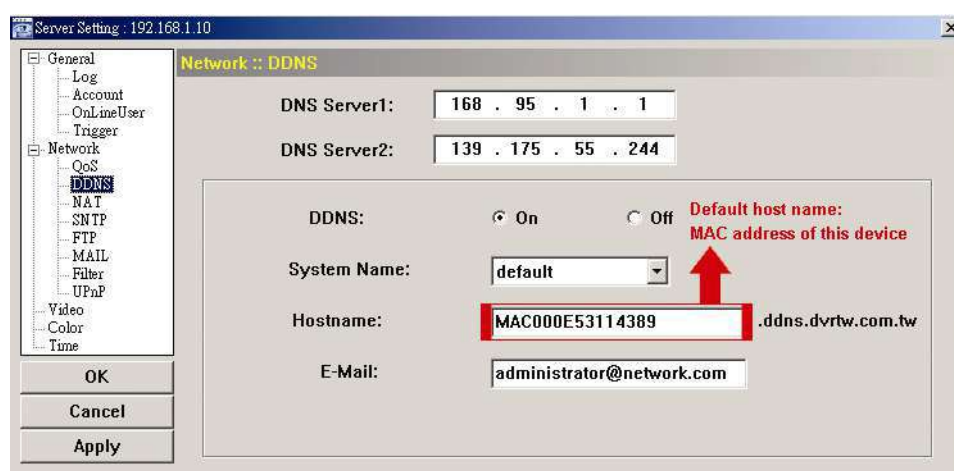 Server Setting : 192.168.1.10
General
Log
Account
OnLineUser
Trigger
Network
QoS
DDNS
NAT
SNTP
FTP
MAIL
Filter
UPnP
Video
Color
Time
OK
Cancel
Apply
Network :: DDNS
DNS Server1: 168 . 95 . 1 . 1
DNS Server2: 139 . 175 . 55 . 244
DDNS: On Off
Default host name:
MAC address of this device
System Name: default
Hostname: MAC000E53114389 .ddns.dvrtw.com.tw
E-Mail: administrator@network.com